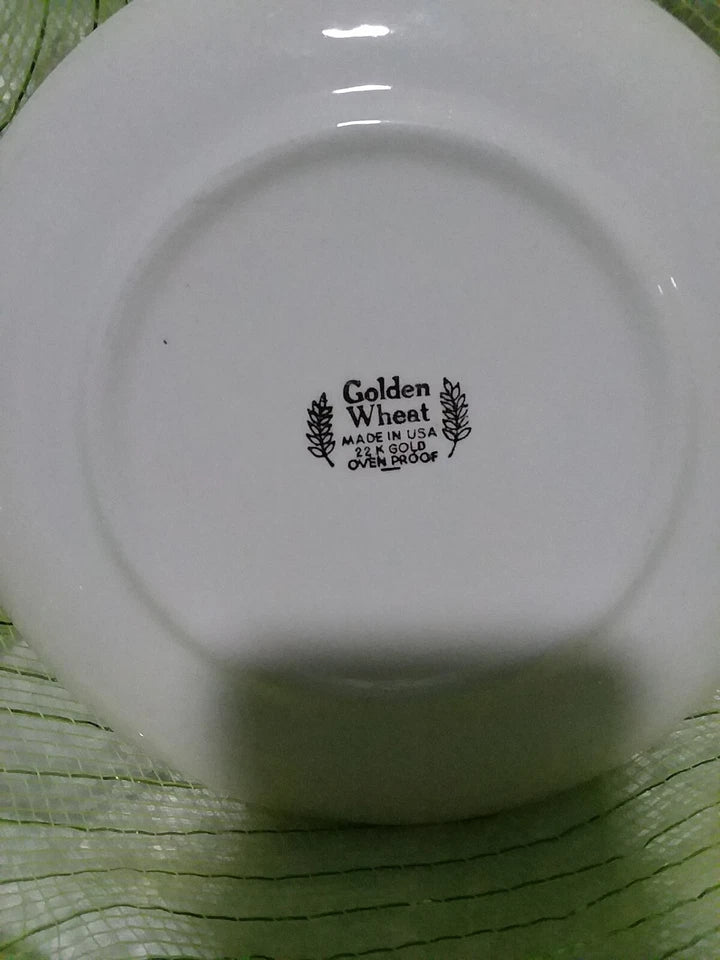 Golden
Wheat
MADE IN USA
22 K GOLD
OVEN PROOF